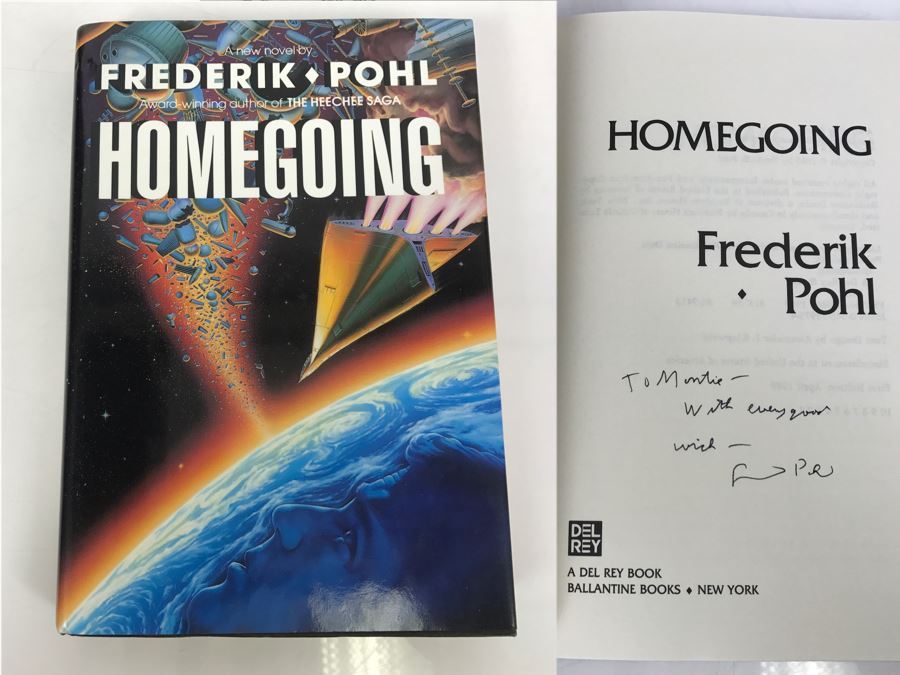 A new novel by
FREDERIK ♦ POHL
Award-winning author of THE HEECHEE SAGA
HOMEGOING
HOMEGOING
Frederik
♦ Pohl
To Montie –
With every good
wish –
DEL
REY
A DEL REY BOOK
BALLANTINE BOOKS ♦ NEW YORK